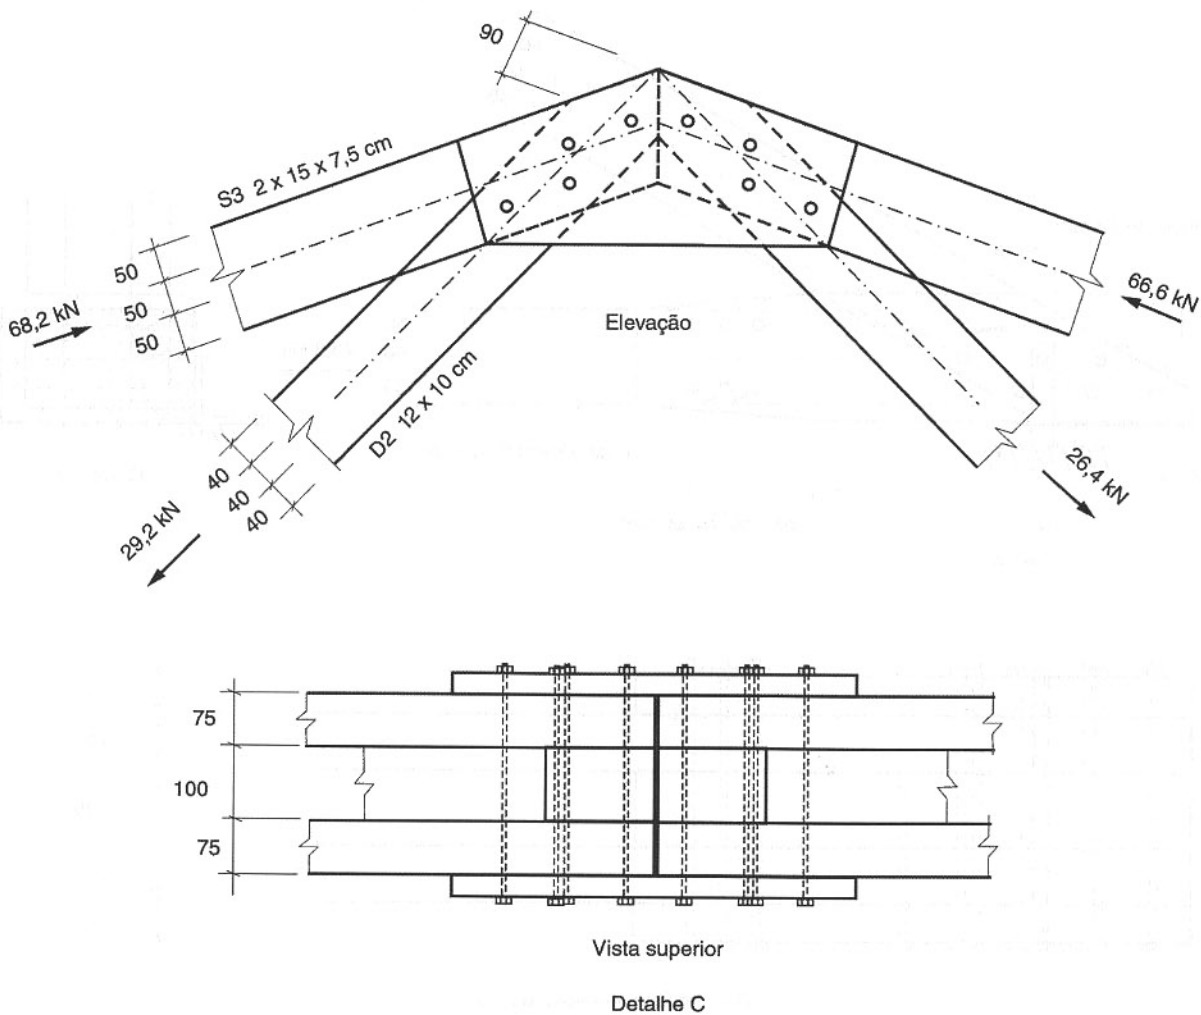 90
S3 2 x 15 x 7,5 cm
50
50
50
68,2 kN
66,6 kN
Elevação
D2 12 x 10 cm
40
40
40
29,2 kN
26,4 kN
75
100
75
Vista superior
Detalhe C